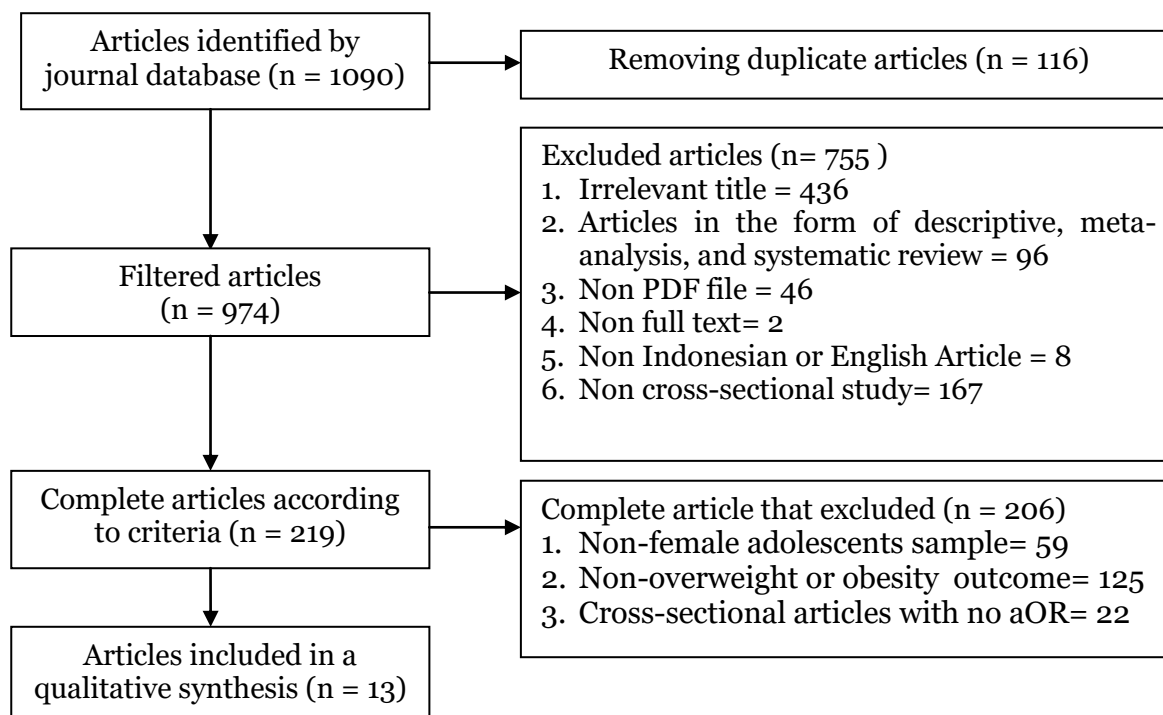 Articles identified by
journal database (n = 1090)
Removing duplicate articles (n = 116)
Excluded articles (n= 755 )
1. Irrelevant title = 436
2. Articles in the form of descriptive, meta-
analysis, and systematic review = 96
3. Non PDF file = 46
4. Non full text= 2
5. Non Indonesian or English Article = 8
6. Non cross-sectional study= 167
Filtered articles
(n = 974)
Complete articles according
to criteria (n = 219)
Complete article that excluded (n = 206)
1. Non-female adolescents sample= 59
2. Non-overweight or obesity outcome= 125
3. Cross-sectional articles with no aOR= 22
Articles included in a
qualitative synthesis (n = 13)